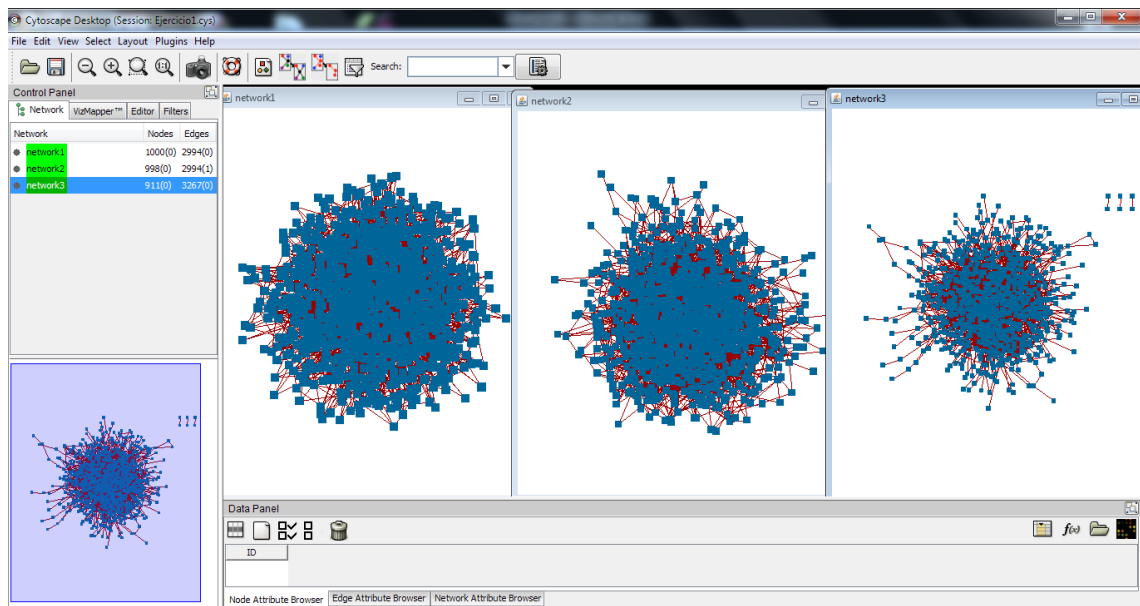 Cytoscape Desktop (Session: Ejercicio1.cys)
File Edit View Select Layout Plugins Help
Search:
Control Panel
Network VizMapper™ Editor Filters
Network Nodes Edges
network1 1000(0) 2994(0)
network2 998(0) 2994(1)
network3 911(0) 3267(0)
network1
network2
network3
Data Panel
f(x)
ID
Node Attribute Browser Edge Attribute Browser Network Attribute Browser